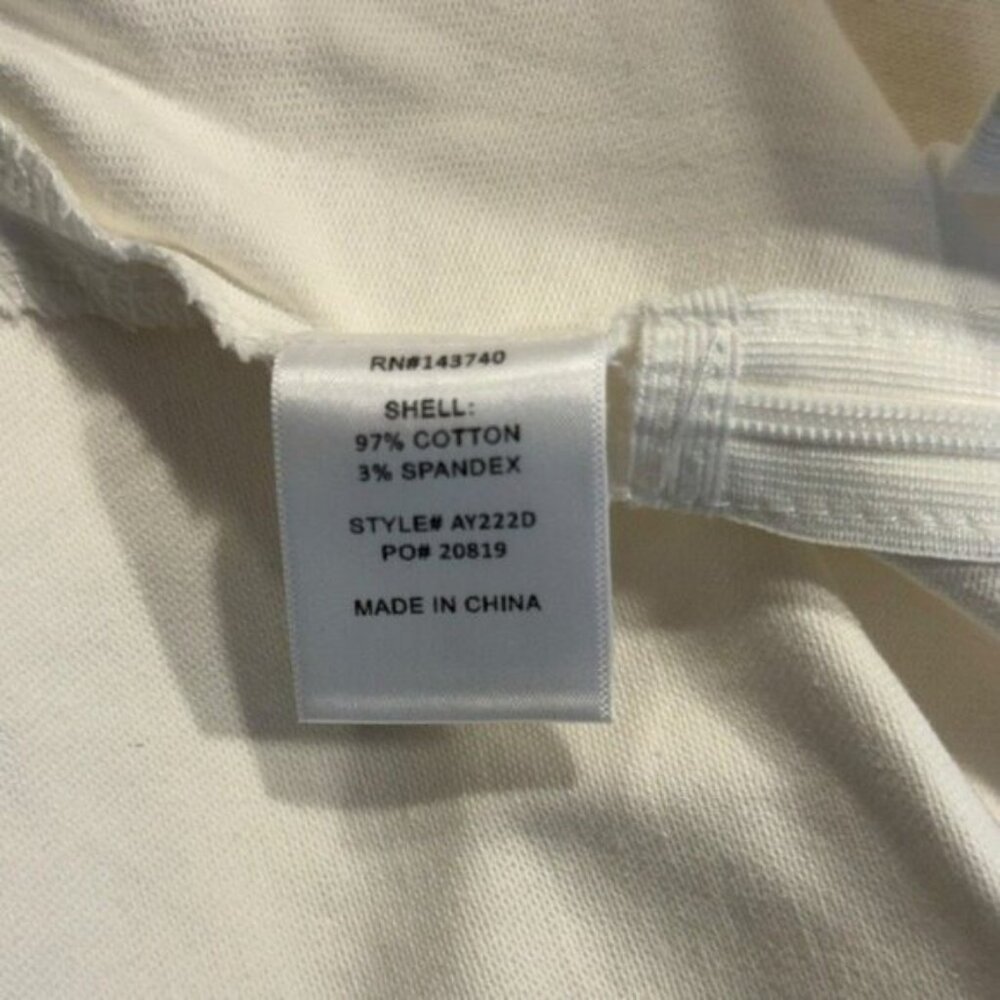 RN#143740
SHELL:
97% COTTON
3% SPANDEX
STYLE# AY222D
PO# 20819
MADE IN CHINA